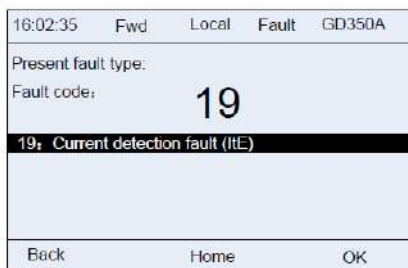 16:02:35 Fwd Local Fault GD350A
Present fault type:
Fault code:
19
19: Current detection fault (ItE)
Back Home OK